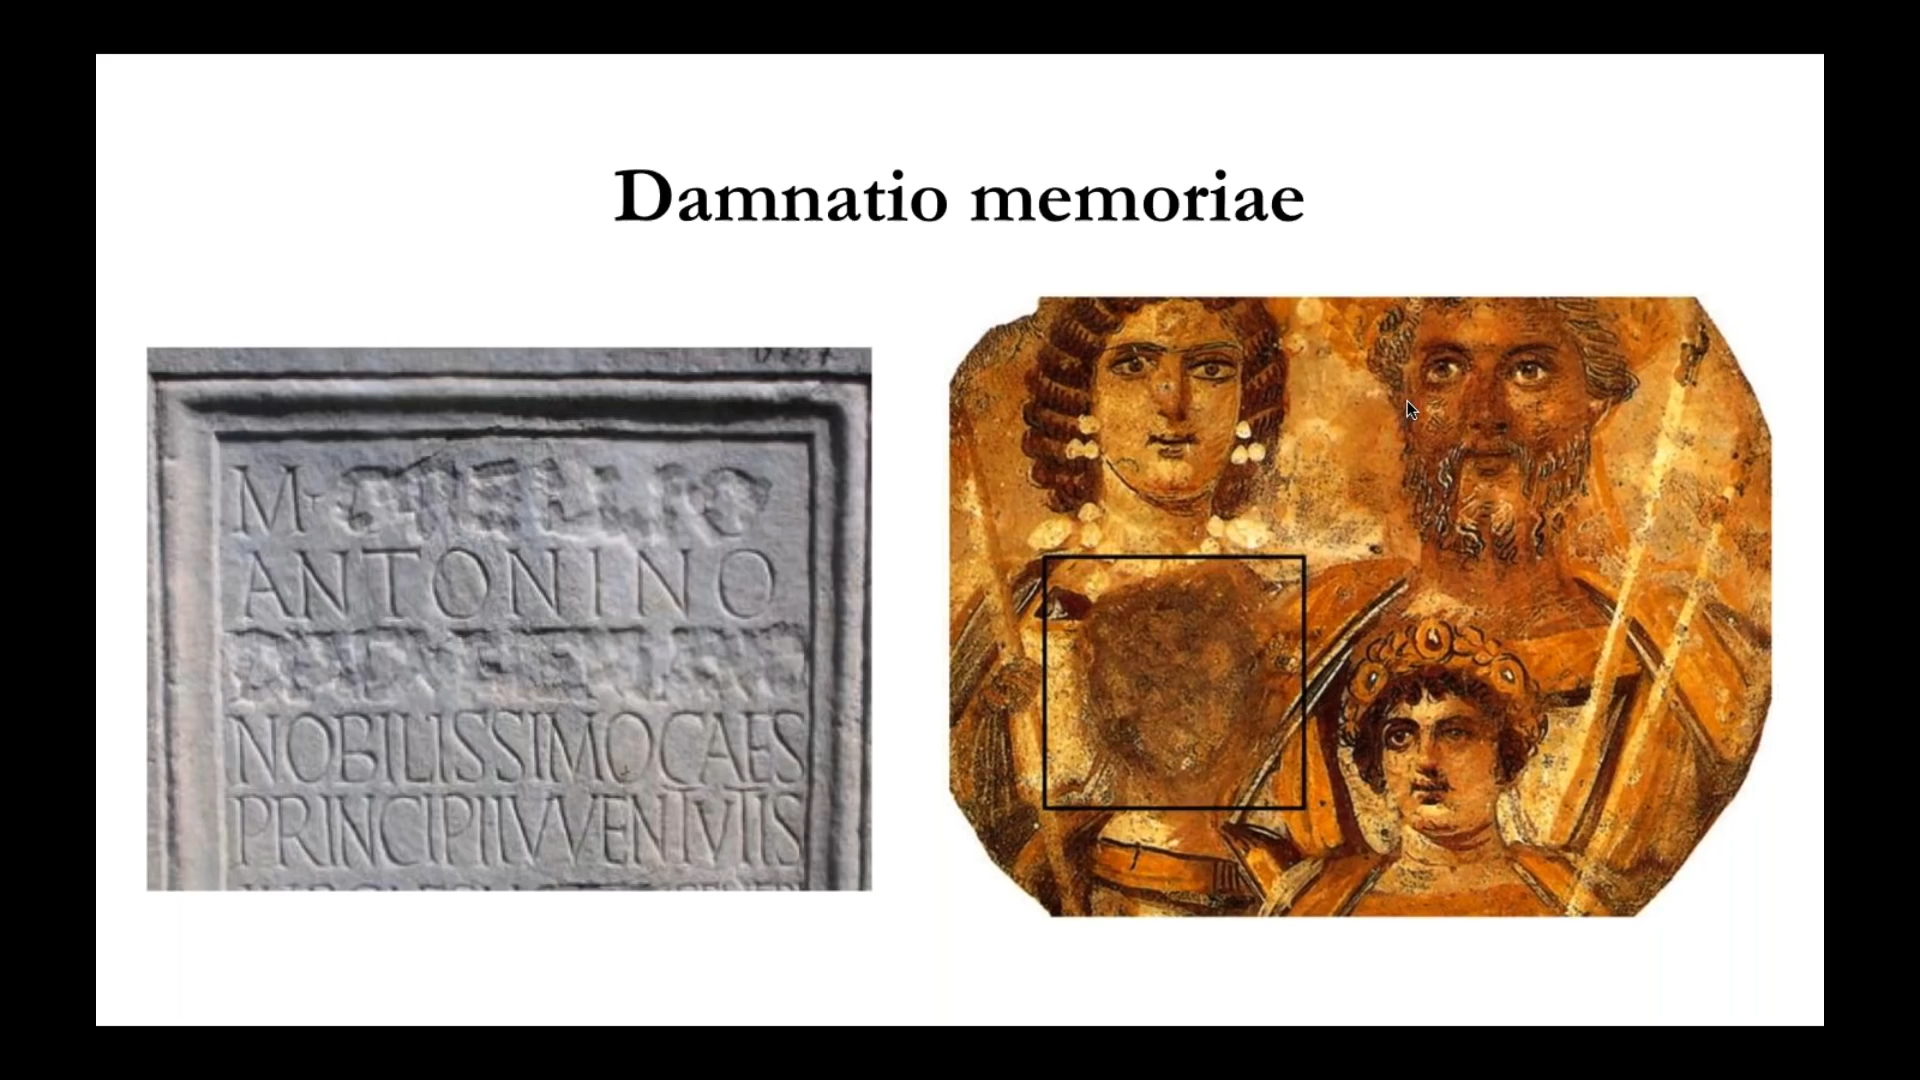 Damnatio memoriae
M
ANTONINO
NOBILISSIMOCAES
PRINCIPIIVVENTVTIS